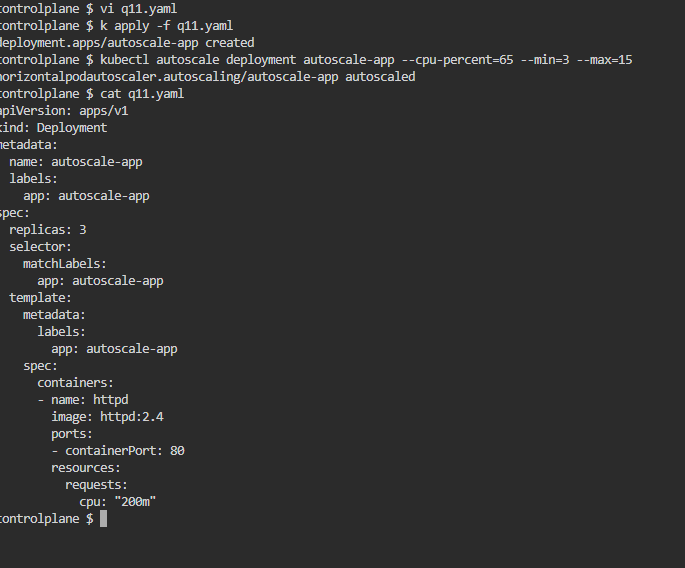 controlplane $ vi q11.yaml
controlplane $ k apply -f q11.yaml
deployment.apps/autoscale-app created
controlplane $ kubectl autoscale deployment autoscale-app --cpu-percent=65 --min=3 --max=15
horizontalpodautoscaler.autoscaling/autoscale-app autoscaled
controlplane $ cat q11.yaml
apiVersion: apps/v1
kind: Deployment
metadata:
  name: autoscale-app
  labels:
    app: autoscale-app
spec:
  replicas: 3
  selector:
    matchLabels:
      app: autoscale-app
  template:
    metadata:
      labels:
        app: autoscale-app
    spec:
      containers:
      - name: httpd
        image: httpd:2.4
        ports:
        - containerPort: 80
        resources:
          requests:
            cpu: "200m"
controlplane $